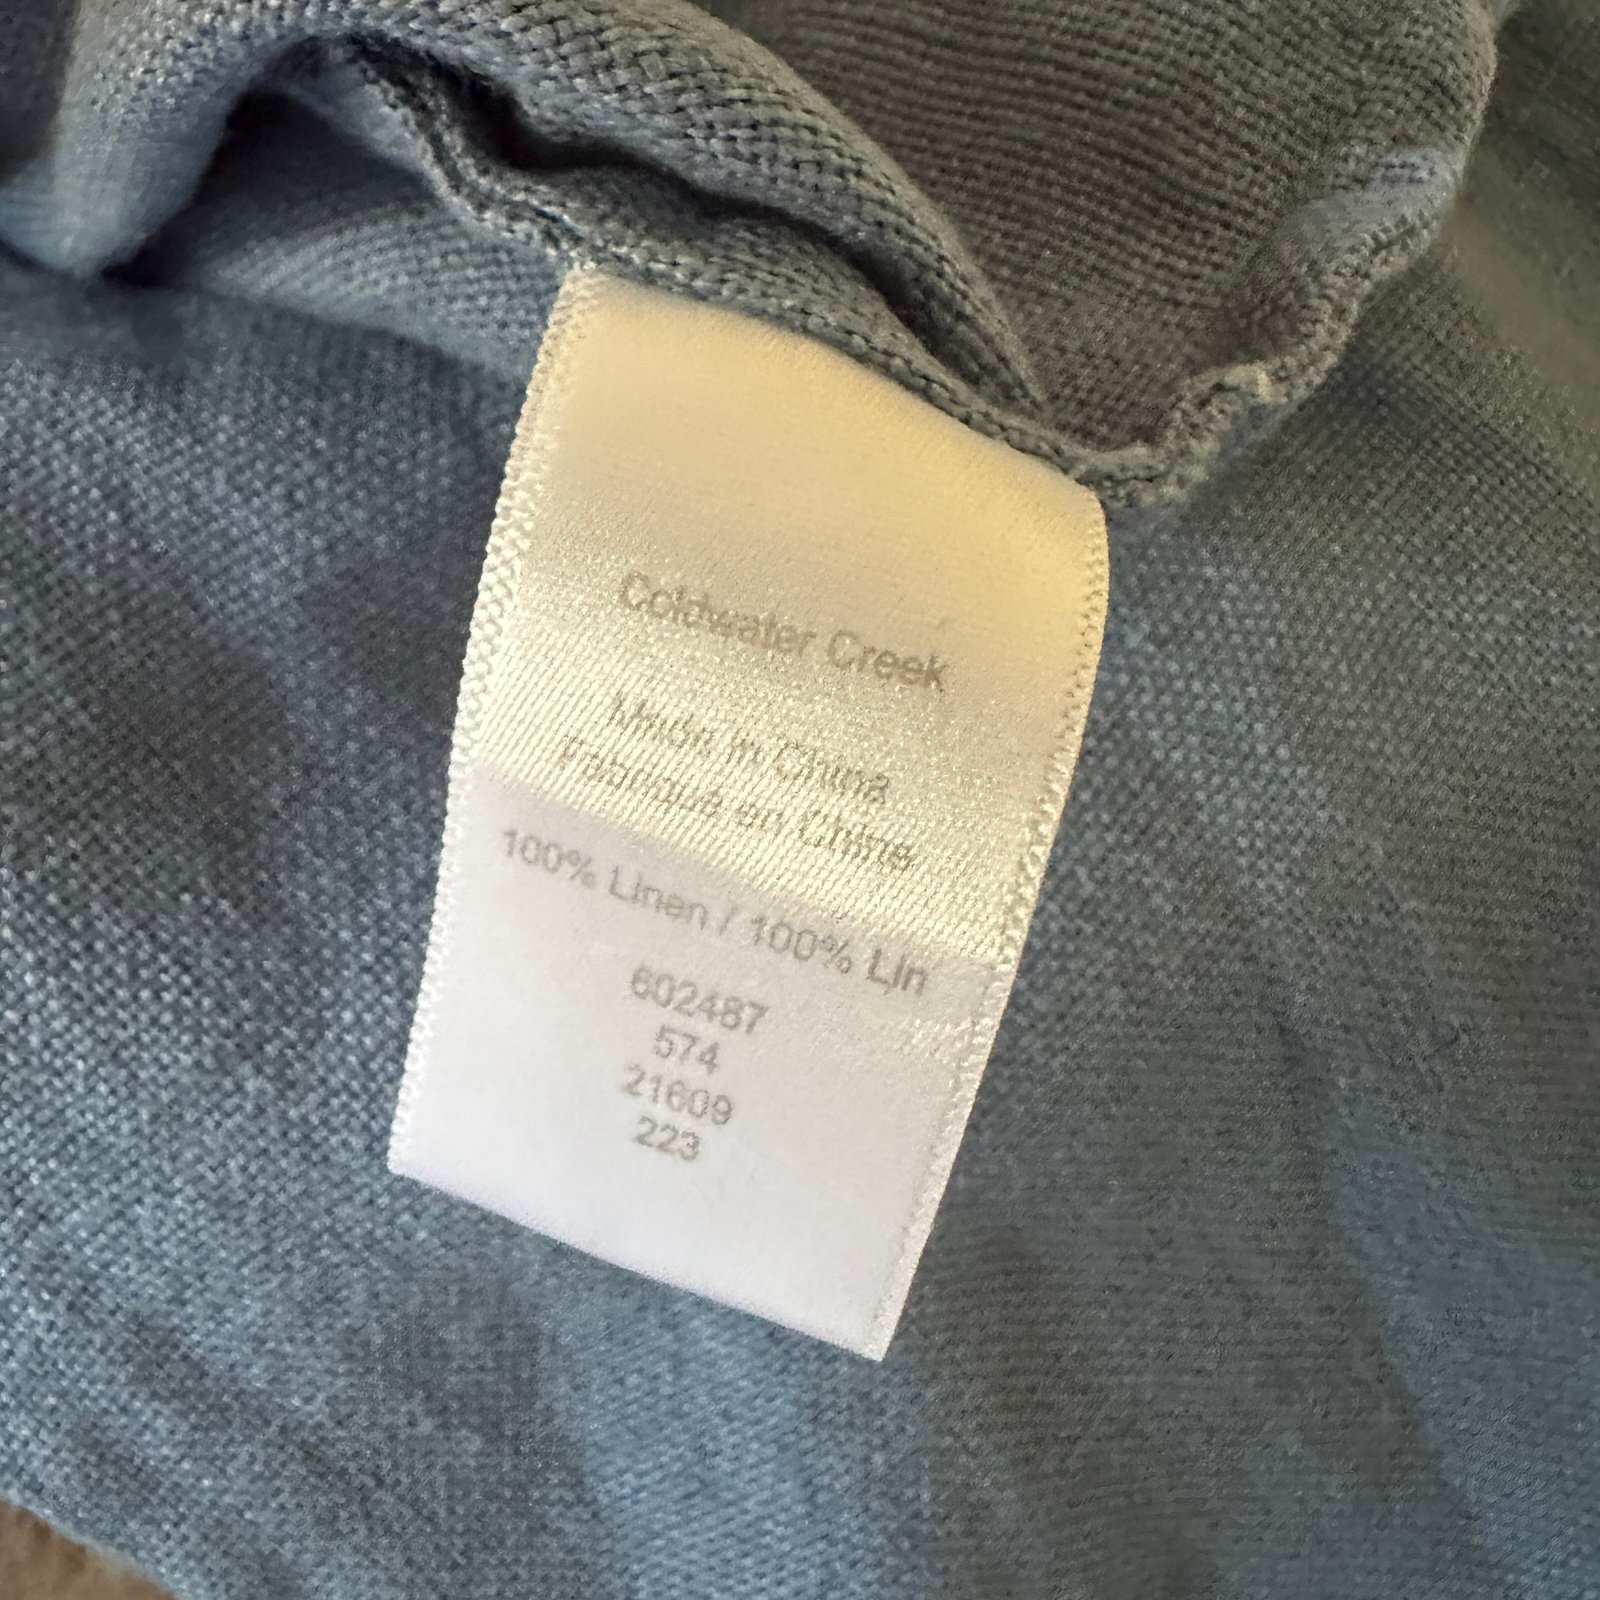 Coldwater Creek
Made in China
Fabriqué en Chine
100% Linen / 100% Lin
602487
574
21609
223